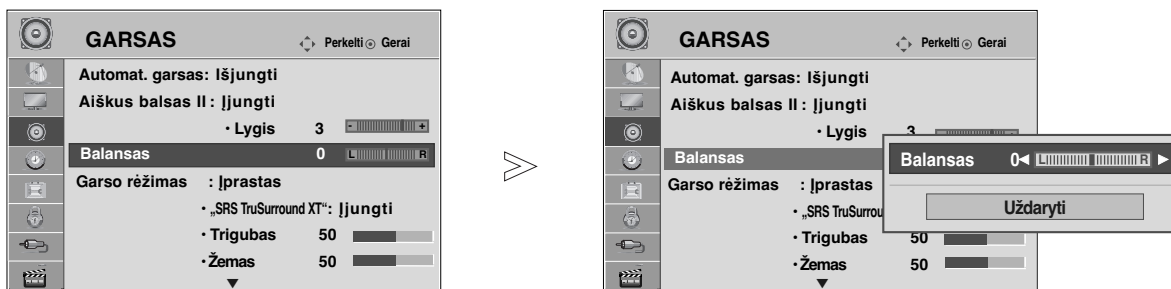 GARSAS
Perkelti Gerai
Automat. garsas: Išjungti
Aiškus balsas II : Įjungti
• Lygis 3 - +
Balansas 0 L R
Garso rėžimas : Įprastas
• „SRS TruSurround XT“: Įjungti
• Trigubas 50
• Žemas 50
GARSAS
Perkelti Gerai
Automat. garsas: Išjungti
Aiškus balsas II : Įjungti
• Lygis 3
Balansas
Balansas 0 L R
Garso rėžimas : Įprastas
Uždaryti
• „SRS TruSurrou
• Trigubas 50
• Žemas 50